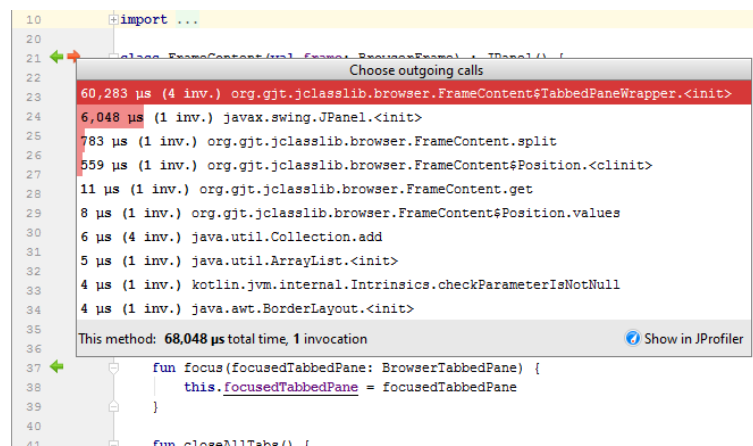 10 import ...
20
21 class FrameContent(val frame: BrowserFrame) : JPanel() {
22 Choose outgoing calls
23 60,283 µs (4 inv.) org.gjt.jclasslib.browser.FrameContent$TabbedPaneWrapper.<init>
24 6,048 µs (1 inv.) javax.swing.JPanel.<init>
25 783 µs (1 inv.) org.gjt.jclasslib.browser.FrameContent.split
26 559 µs (1 inv.) org.gjt.jclasslib.browser.FrameContent$Position.<clinit>
27
28 11 µs (1 inv.) org.gjt.jclasslib.browser.FrameContent.get
29 8 µs (1 inv.) org.gjt.jclasslib.browser.FrameContent$Position.values
30 6 µs (4 inv.) java.util.Collection.add
31 5 µs (1 inv.) java.util.ArrayList.<init>
32
33 4 µs (1 inv.) kotlin.jvm.internal.Intrinsics.checkParameterIsNotNull
34 4 µs (1 inv.) java.awt.BorderLayout.<init>
35 This method: 68,048 µs total time, 1 invocation Show in JProfiler
36
37 fun focus(focusedTabbedPane: BrowserTabbedPane) {
38 this.focusedTabbedPane = focusedTabbedPane
39 }
40
41 fun closeAllTabs() {